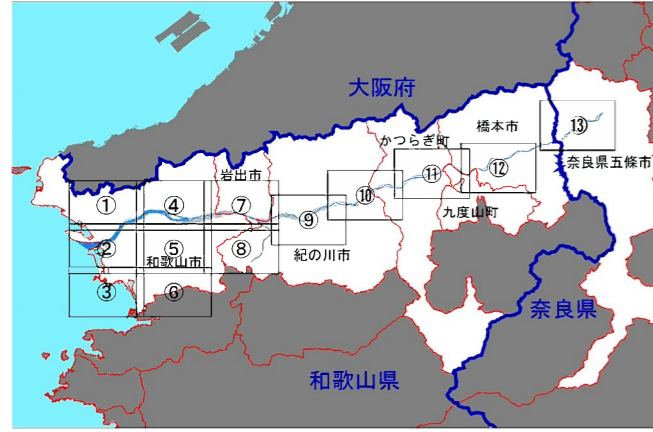 大阪府
橋本市
⑬
かつらぎ町
奈良県五條市
岩出市
⑪
⑫
①
④
⑦
⑩
⑨
九度山町
②
⑤
⑧
紀の川市
和歌山市
③
⑥
奈良県
和歌山県